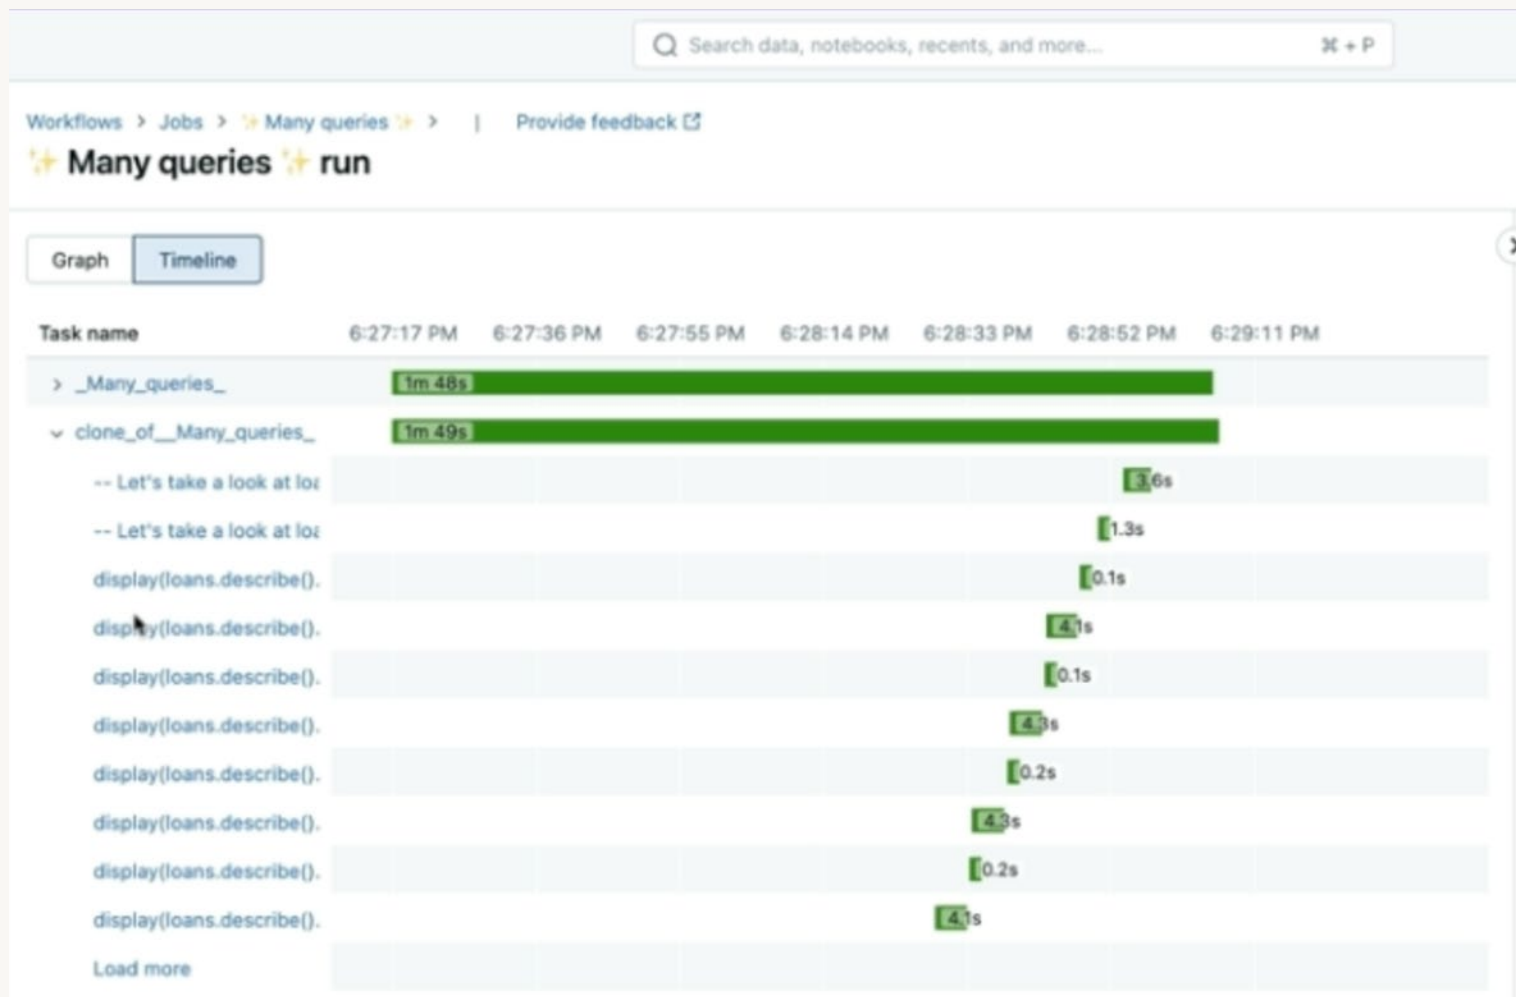 Search data, notebooks, recents, and more... ⌘ + P
Workflows > Jobs > ✨ Many queries ✨ > | Provide feedback
✨ Many queries ✨ run
Graph Timeline
Task name 6:27:17 PM 6:27:36 PM 6:27:55 PM 6:28:14 PM 6:28:33 PM 6:28:52 PM 6:29:11 PM
_Many_queries_ 1m 48s
clone_of__Many_queries_ 1m 49s
-- Let's take a look at loa 3.6s
-- Let's take a look at loa 1.3s
display(loans.describe(). 0.1s
display(loans.describe(). 4.1s
display(loans.describe(). 0.1s
display(loans.describe(). 4.3s
display(loans.describe(). 0.2s
display(loans.describe(). 4.3s
display(loans.describe(). 0.2s
display(loans.describe(). 4.1s
Load more